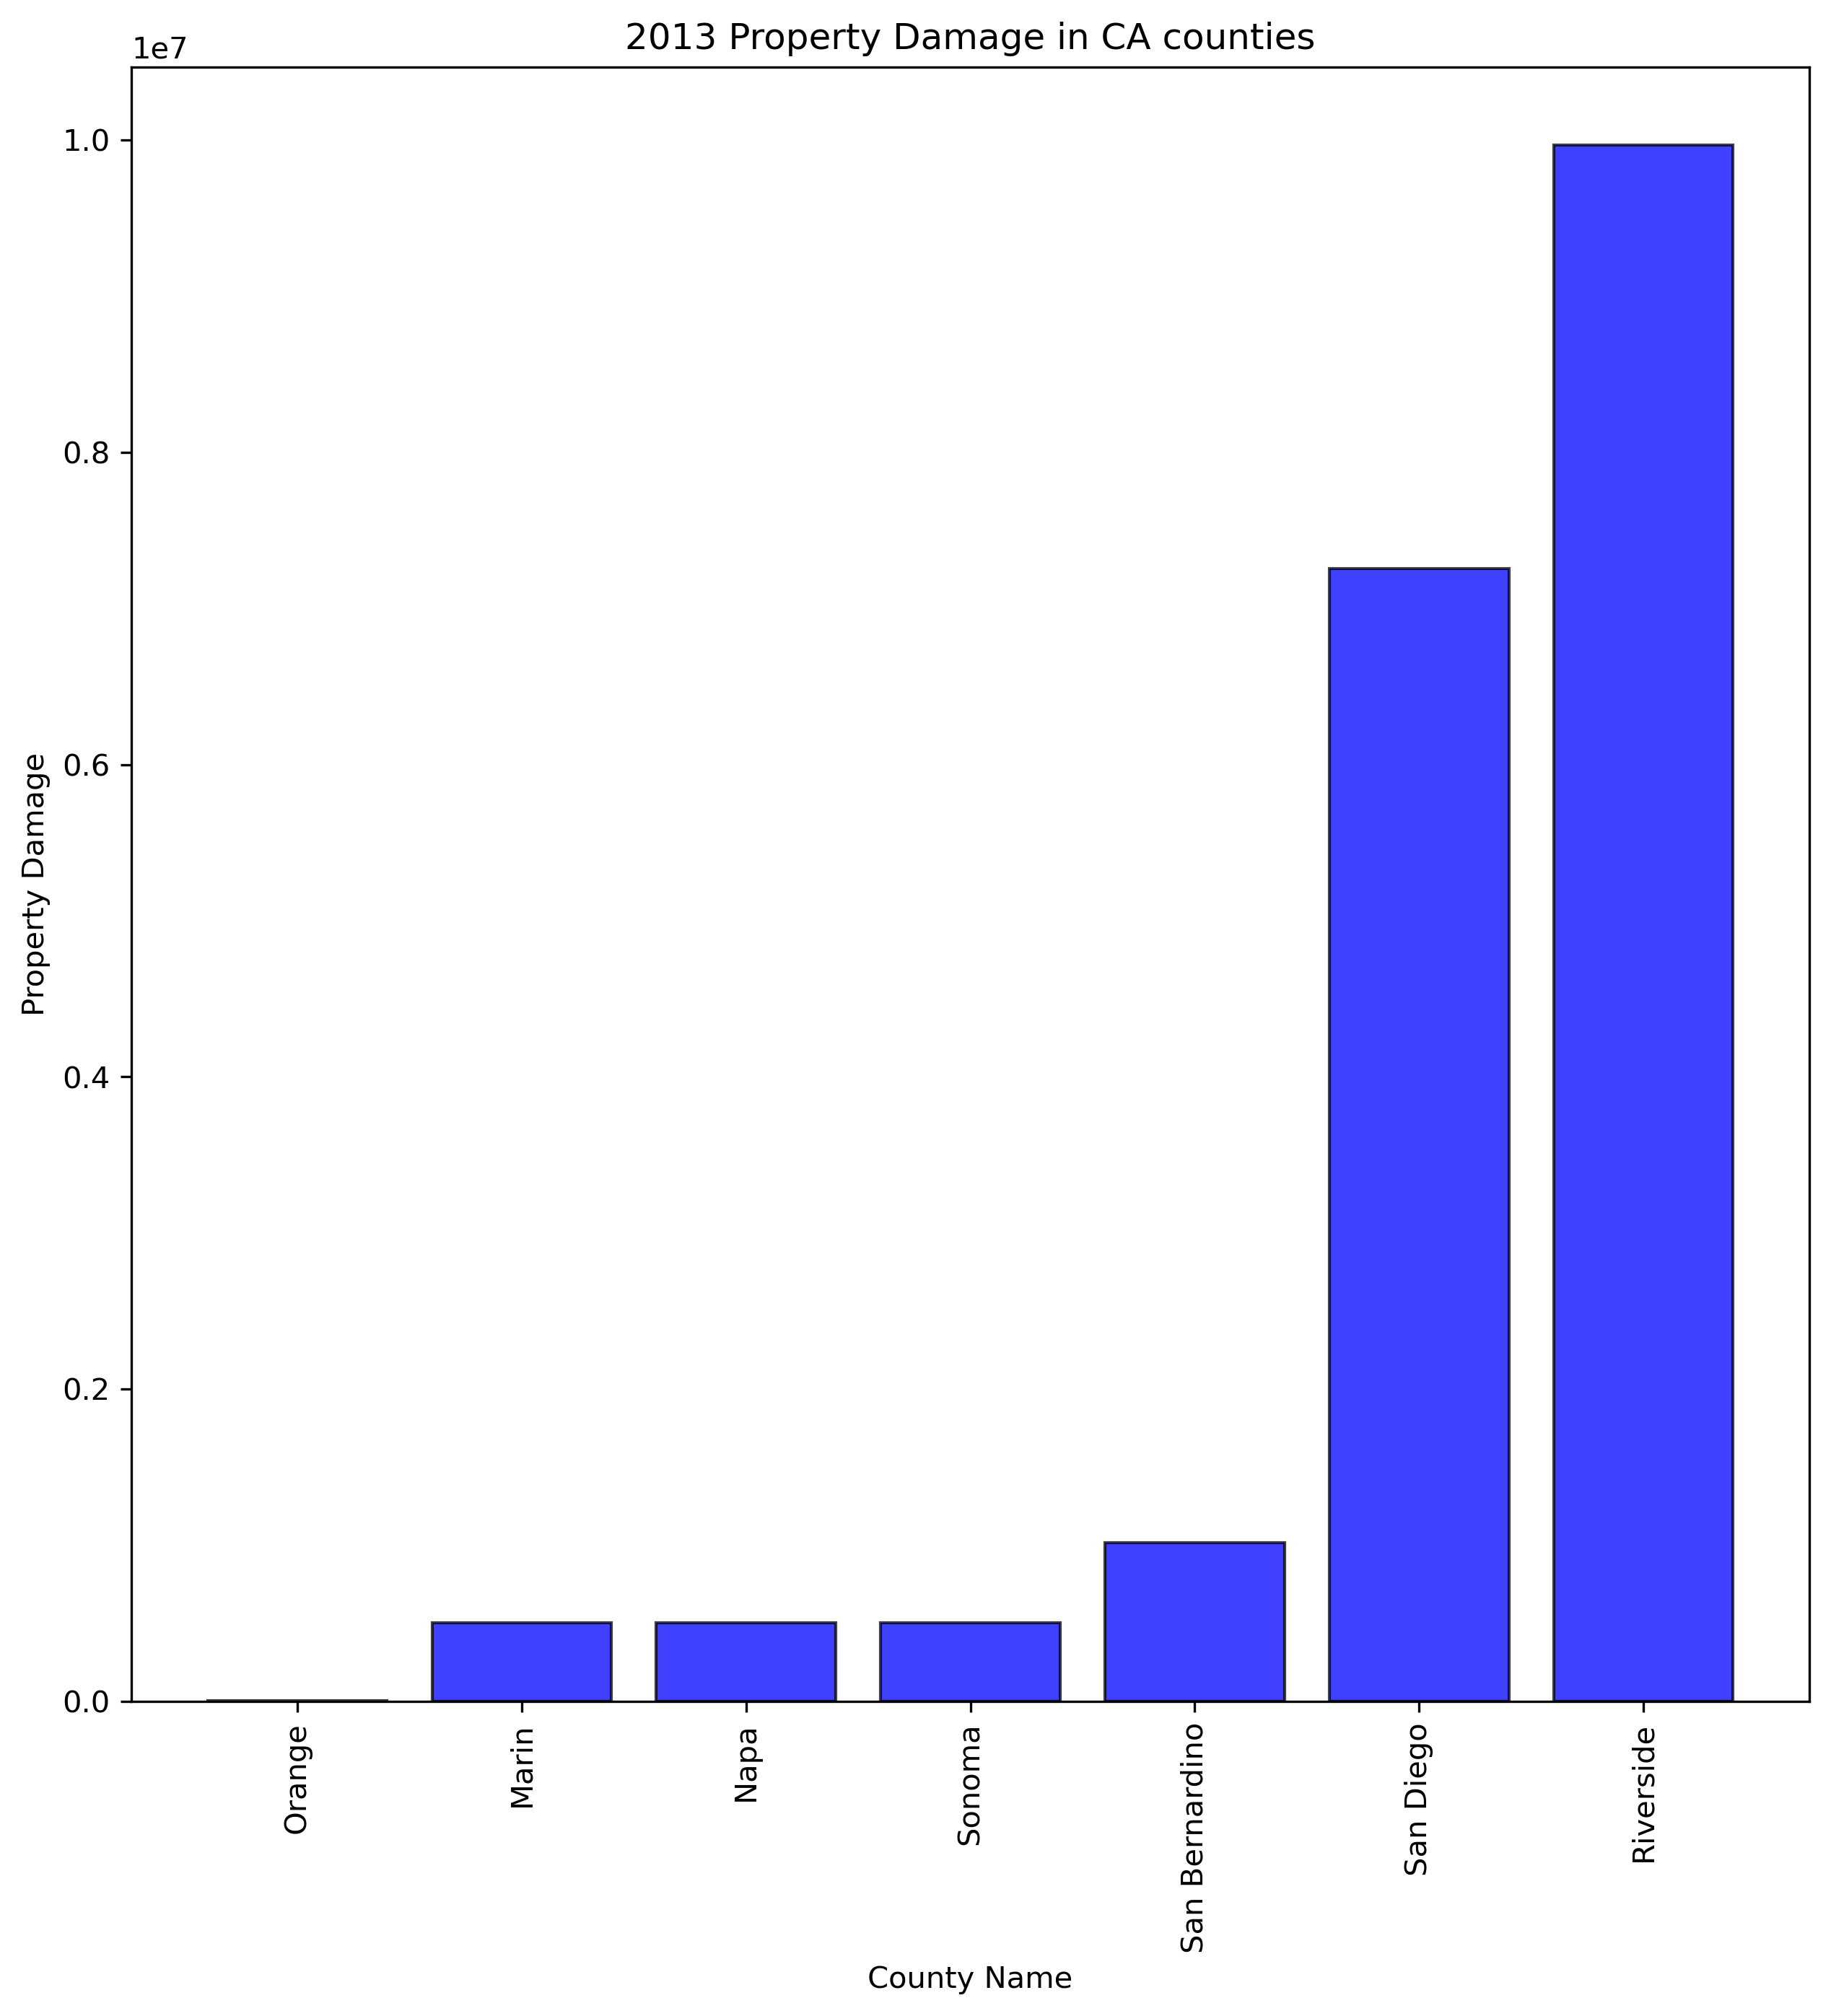 2013 Property Damage in CA counties
1e7
1.0
0.8
0.6
0.4
0.2
0.0
Property Damage
Orange
Marin
Napa
Sonoma
San Bernardino
San Diego
Riverside
County Name